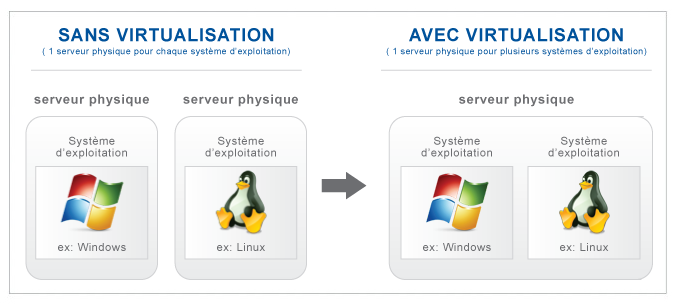 SANS VIRTUALISATION
( 1 serveur physique pour chaque système d'exploitation)
serveur physique
serveur physique
Système
d'exploitation
ex: Windows
Système
d'exploitation
ex: Linux
AVEC VIRTUALISATION
( 1 serveur physique pour plusieurs systèmes d'exploitation)
serveur physique
Système
d'exploitation
ex: Windows
Système
d'exploitation
ex: Linux